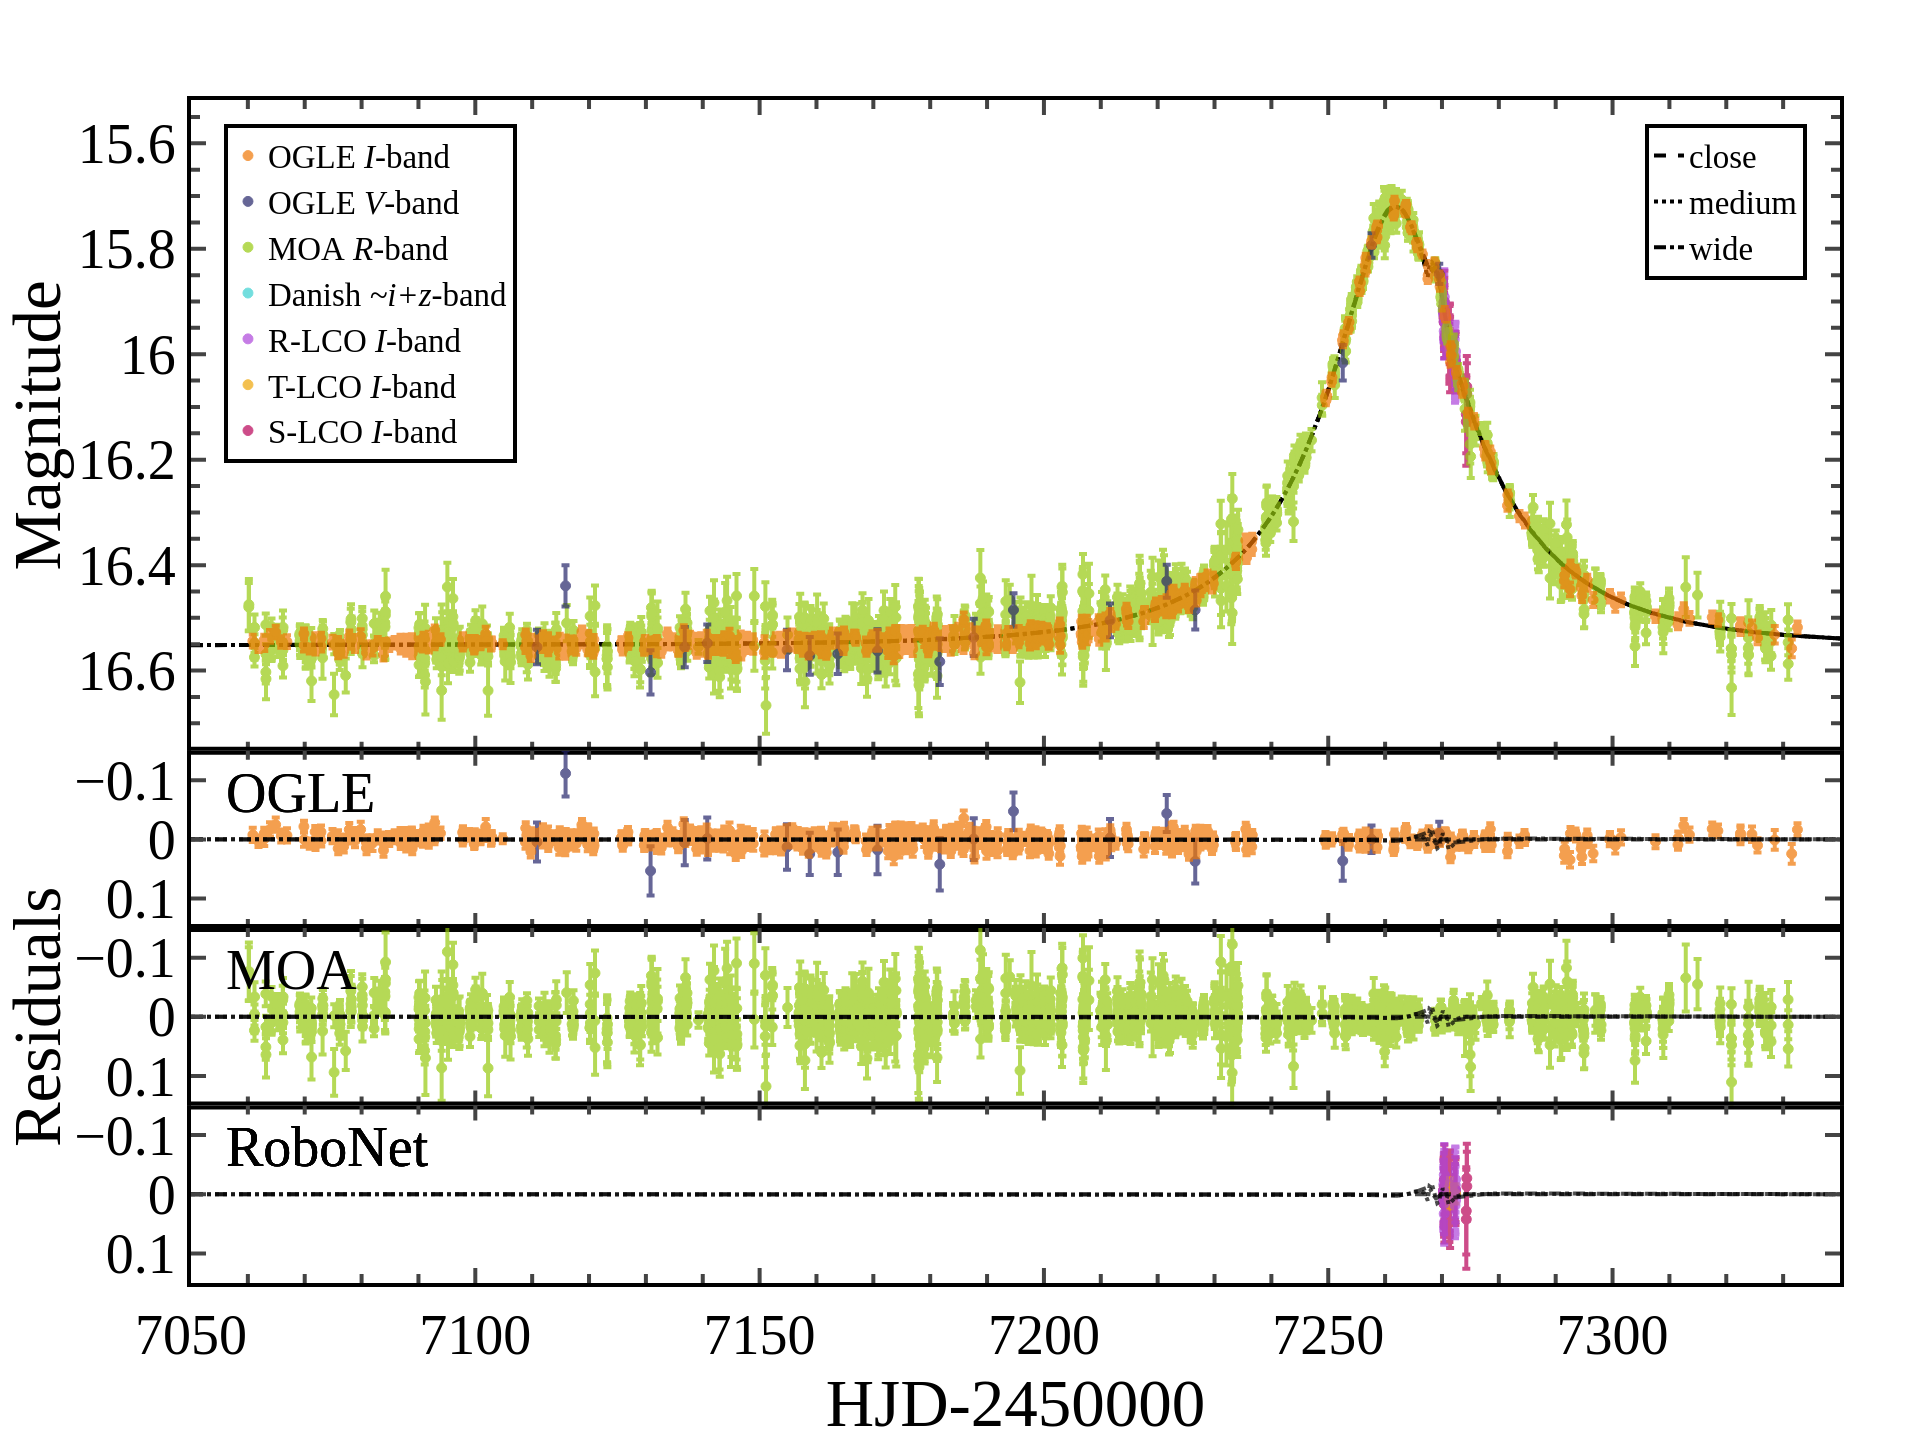 15.6
15.8
16
16.2
16.4
16.6
Magnitude
OGLE I-band
OGLE V-band
MOA R-band
Danish ~i+z-band
R-LCO I-band
T-LCO I-band
S-LCO I-band
close
medium
wide
−0.1
0
0.1
OGLE
−0.1
0
0.1
MOA
−0.1
0
0.1
RoboNet
Residuals
7050 7100 7150 7200 7250 7300
HJD-2450000